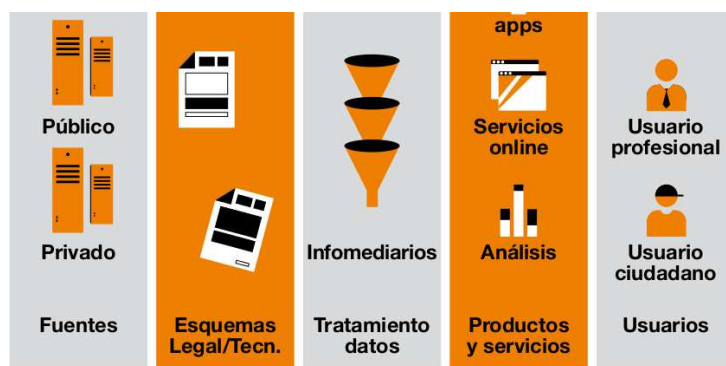 Público
Privado
Fuentes
Esquemas
Legal/Tecn.
Infomediarios
Tratamiento
datos
apps
Servicios
online
Análisis
Productos
y servicios
Usuario
profesional
Usuario
ciudadano
Usuarios